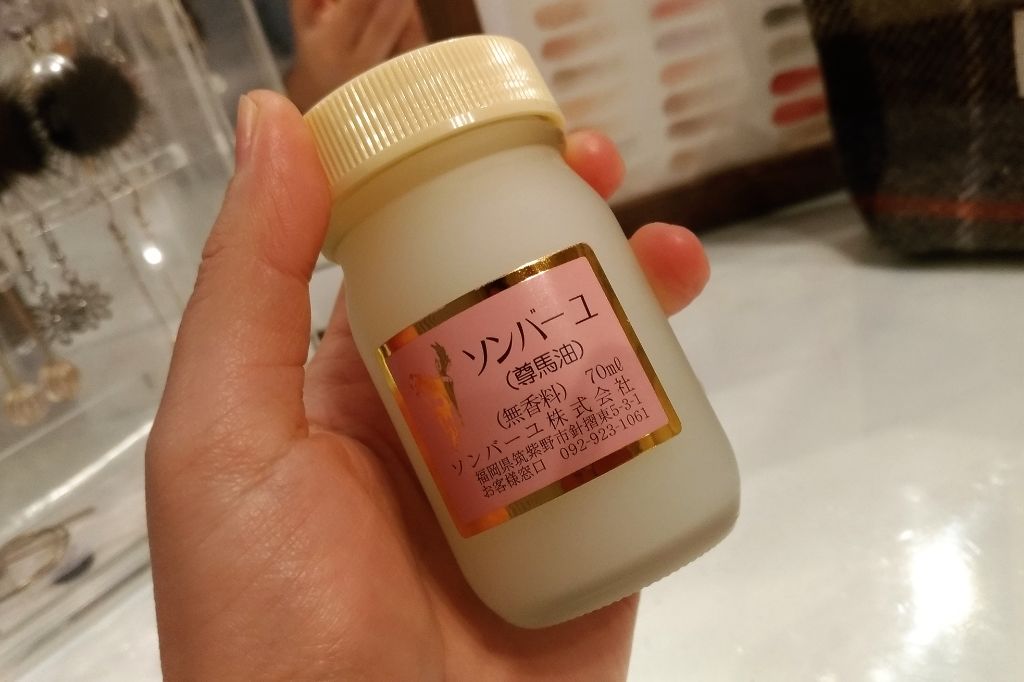 ソンバーユ
（尊馬油）
（無香料） 70mℓ
ソンバーユ株式会社
福岡県筑紫野市針摺東5-3-1
お客様窓口 092-923-1061